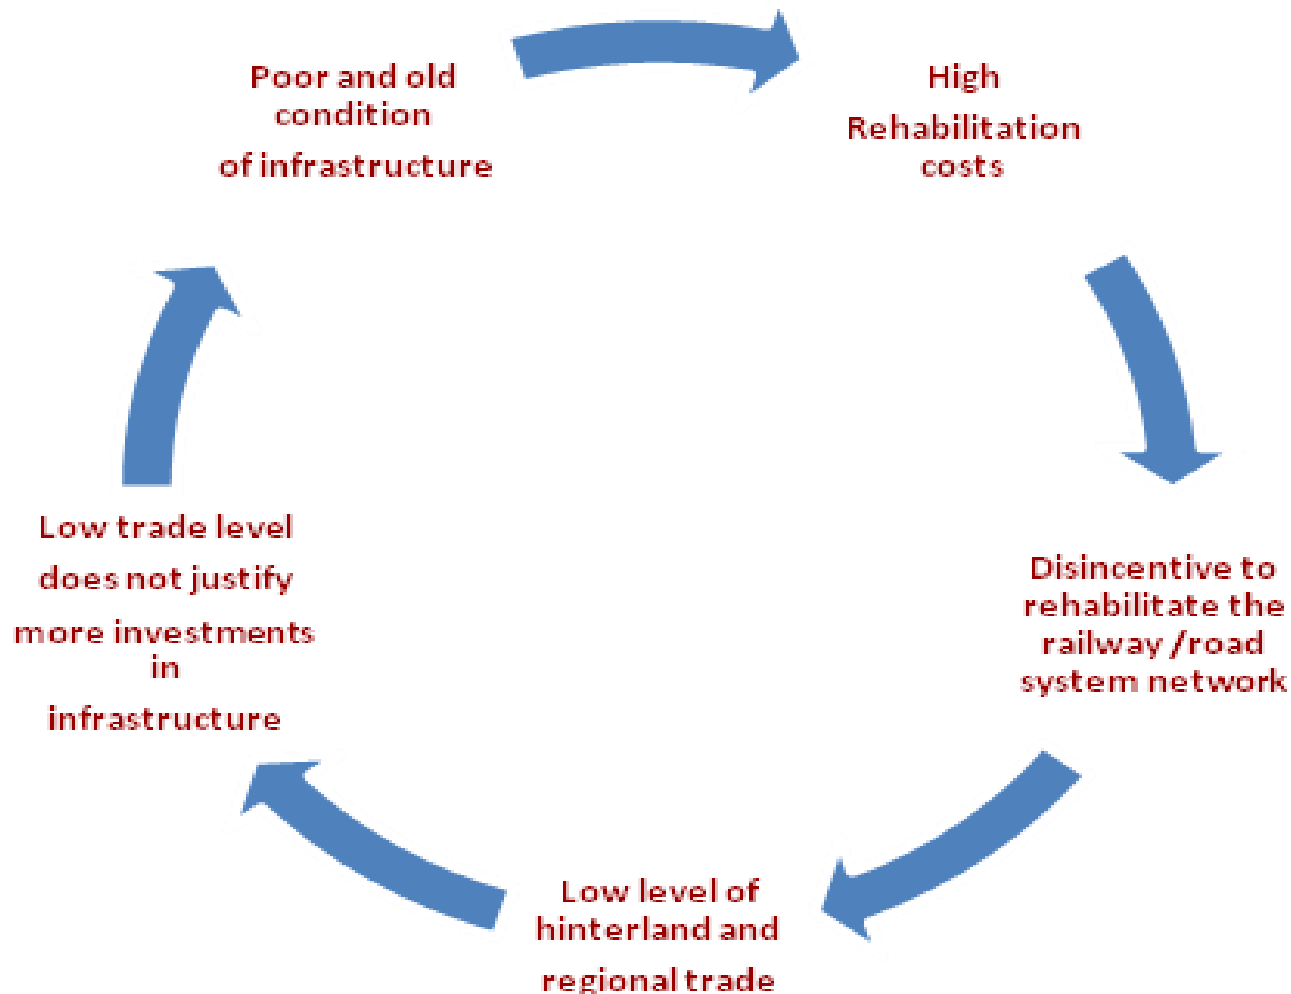 Poor and old
condition
of infrastructure
High
Rehabilitation
costs
Disincentive to
rehabilitate the
railway /road
system network
Low level of
hinterland and
regional trade
Low trade level
does not justify
more investments
in
infrastructure